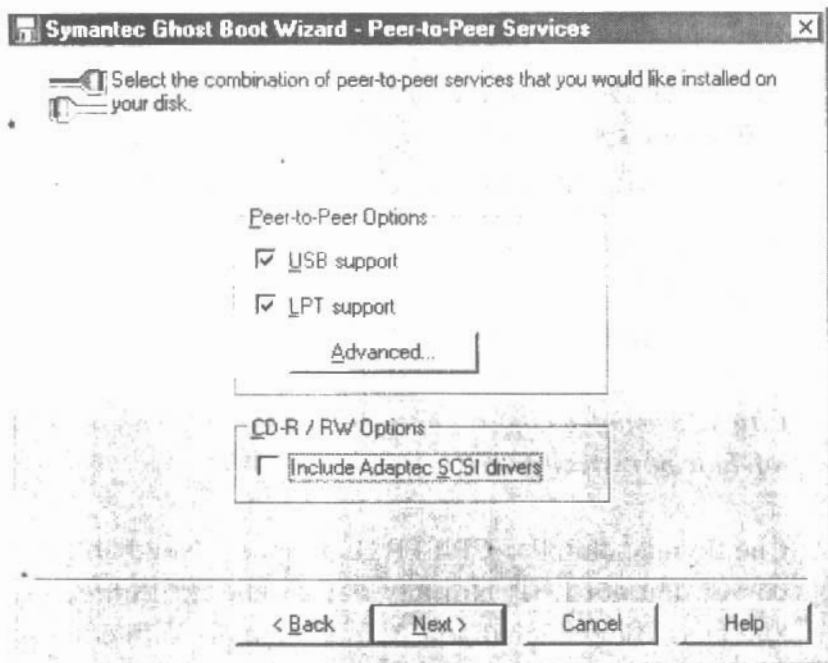 Symantec Ghost Boot Wizard - Peer-to-Peer Services
Select the combination of peer-to-peer services that you would like installed on
your disk.
Peer-to-Peer Options
USB support
LPT support
Advanced...
CD-R / RW Options
Include Adaptec SCSI drivers
< Back
Next >
Cancel
Help